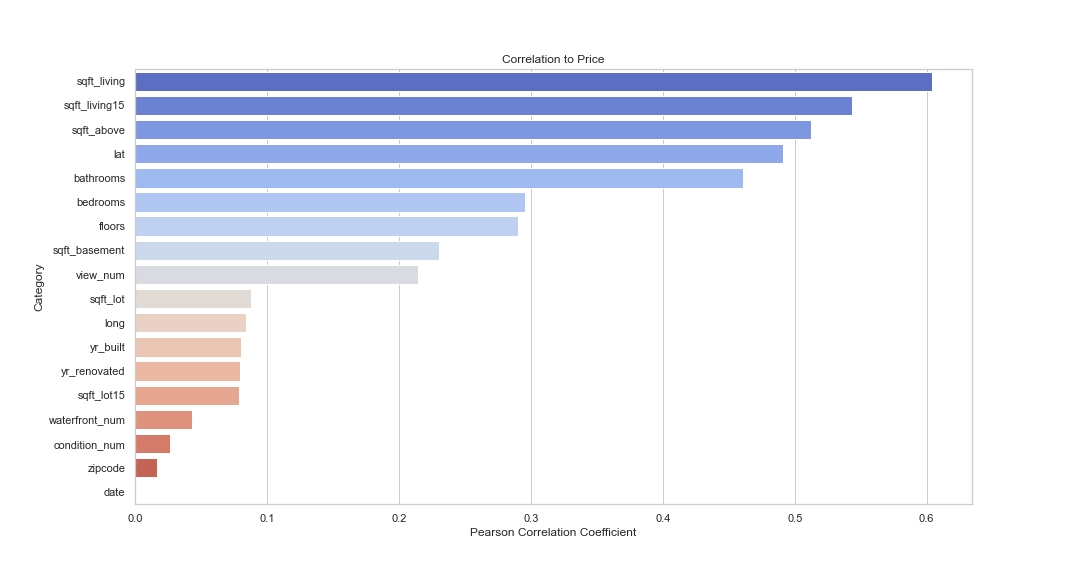 Correlation to Price
sqft_living
sqft_living15
sqft_above
lat
bathrooms
bedrooms
floors
sqft_basement
view_num
sqft_lot
long
yr_built
yr_renovated
sqft_lot15
waterfront_num
condition_num
zipcode
date
Category
0.0 0.1 0.2 0.3 0.4 0.5 0.6
Pearson Correlation Coefficient